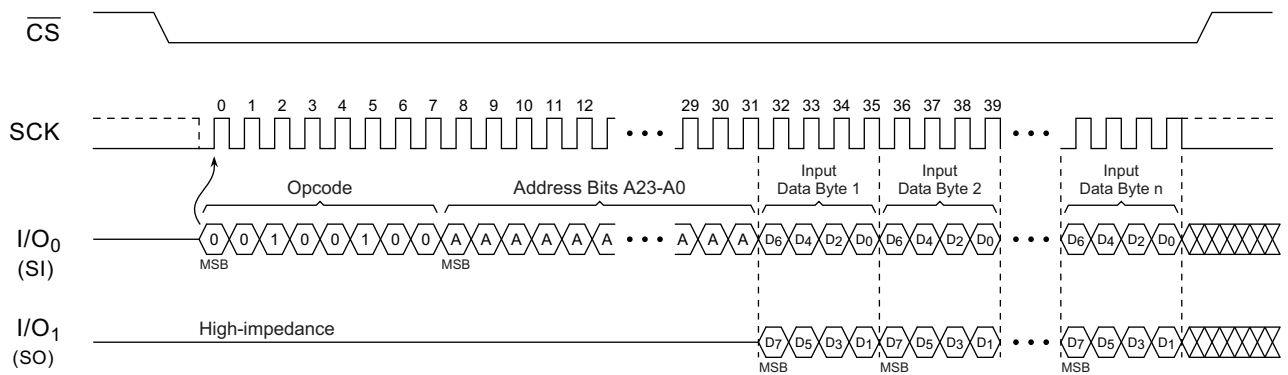 CS
0 1 2 3 4 5 6 7 8 9 10 11 12 29 30 31 32 33 34 35 36 37 38 39
SCK
Opcode Address Bits A23-A0 Input Data Byte 1 Input Data Byte 2 Input Data Byte n
I/O0 (SI)
0 0 1 0 0 1 0 0 A A A A A A A A A D6 D4 D2 D0 D6 D4 D2 D0 D6 D4 D2 D0
MSB MSB
I/O1 (SO)
High-impedance
D7 D5 D3 D1 D7 D5 D3 D1 D7 D5 D3 D1
MSB MSB MSB